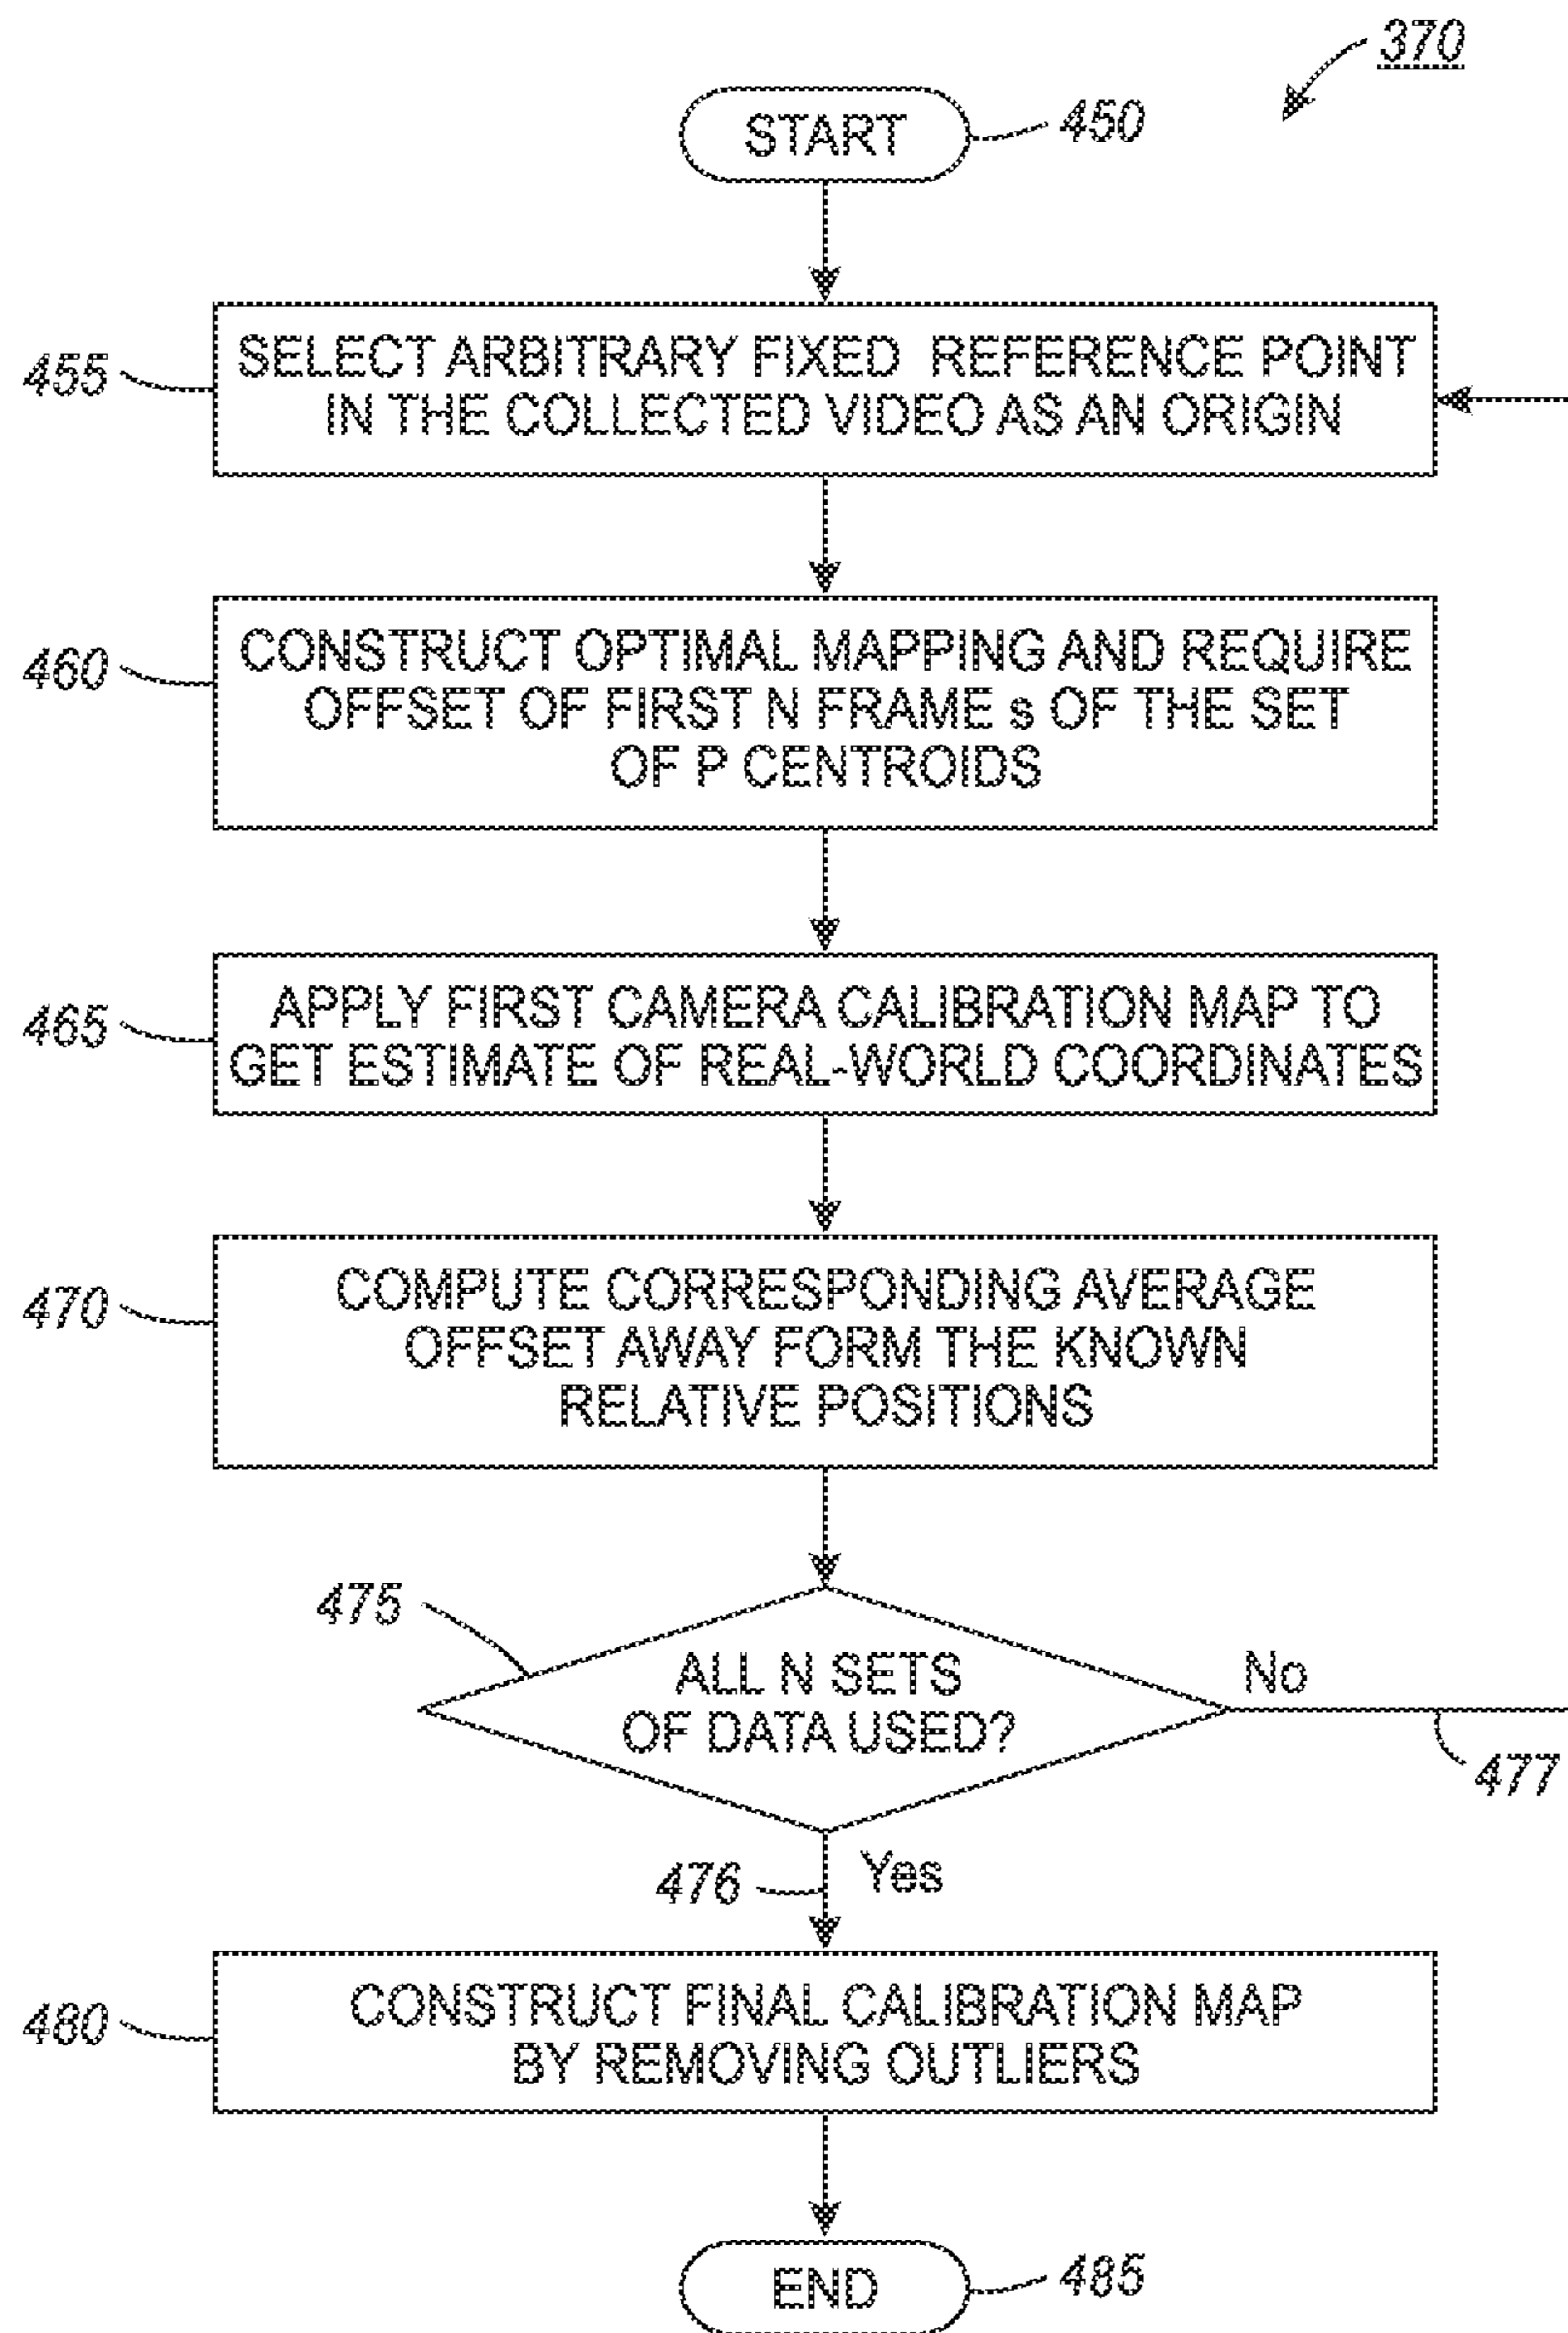 370
START
450
455
SELECT ARBITRARY FIXED REFERENCE POINT
IN THE COLLECTED VIDEO AS AN ORIGIN
460
CONSTRUCT OPTIMAL MAPPING AND REQUIRE
OFFSET OF FIRST N FRAME s OF THE SET
OF P CENTROIDS
465
APPLY FIRST CAMERA CALIBRATION MAP TO
GET ESTIMATE OF REAL-WORLD COORDINATES
470
COMPUTE CORRESPONDING AVERAGE
OFFSET AWAY FORM THE KNOWN
RELATIVE POSITIONS
475
ALL N SETS
OF DATA USED?
No
477
476
Yes
480
CONSTRUCT FINAL CALIBRATION MAP
BY REMOVING OUTLIERS
END
485